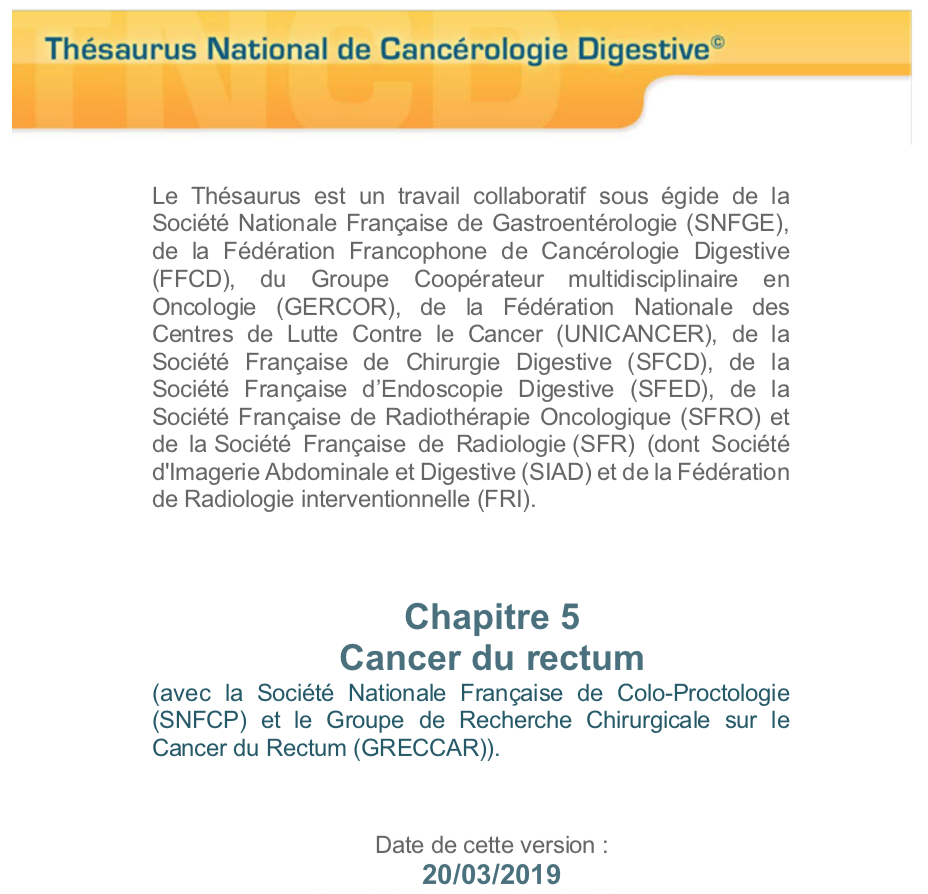 Thésaurus National de Cancérologie Digestive©
TNCD
Le Thésaurus est un travail collaboratif sous égide de la
Société Nationale Française de Gastroentérologie (SNFGE),
de la Fédération Francophone de Cancérologie Digestive
(FFCD), du Groupe Coopérateur multidisciplinaire en
Oncologie (GERCOR), de la Fédération Nationale des
Centres de Lutte Contre le Cancer (UNICANCER), de la
Société Française de Chirurgie Digestive (SFCD), de la
Société Française d’Endoscopie Digestive (SFED), de la
Société Française de Radiothérapie Oncologique (SFRO) et
de la Société Française de Radiologie (SFR) (dont Société
d'Imagerie Abdominale et Digestive (SIAD) et de la Fédération
de Radiologie interventionnelle (FRI).
Chapitre 5
Cancer du rectum
(avec la Société Nationale Française de Colo-Proctologie
(SNFCP) et le Groupe de Recherche Chirurgicale sur le
Cancer du Rectum (GRECCAR)).
Date de cette version :
20/03/2019